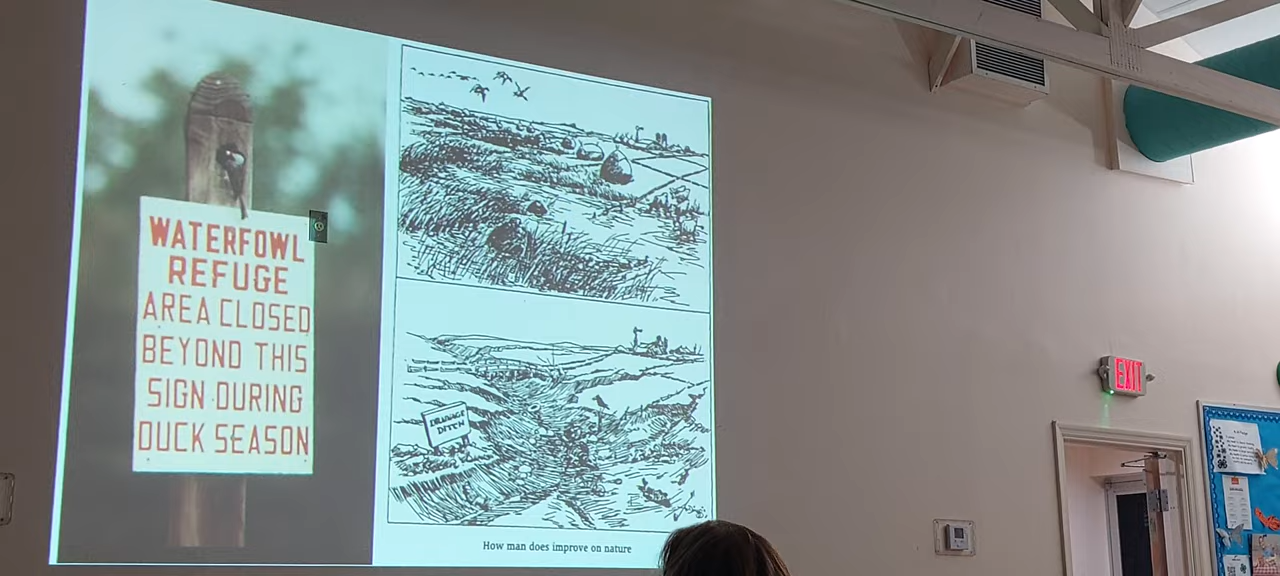 WATERFOWL
REFUGE
AREA CLOSED
BEYOND THIS
SIGN DURING
DUCK SEASON
DRAINAGE
DITCH
How man does improve on nature
EXIT